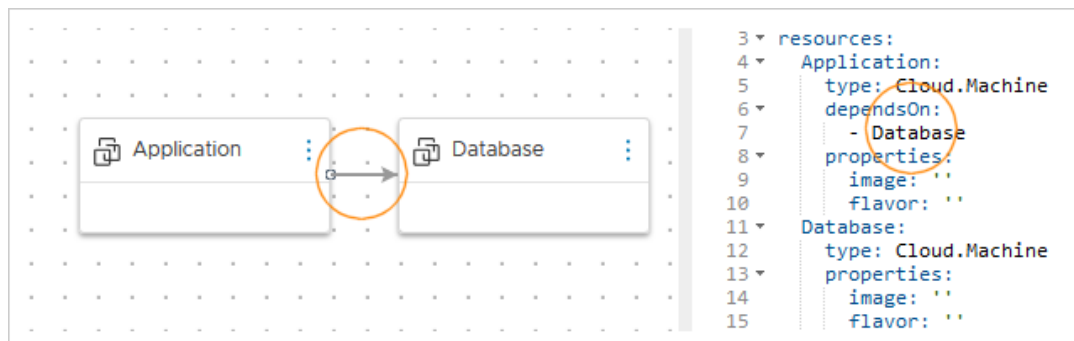 Application
Database
3 resources:
4 Application:
5 type: Cloud.Machine
6 dependsOn:
7 - Database
8 properties:
9 image: ''
10 flavor: ''
11 Database:
12 type: Cloud.Machine
13 properties:
14 image: ''
15 flavor: ''